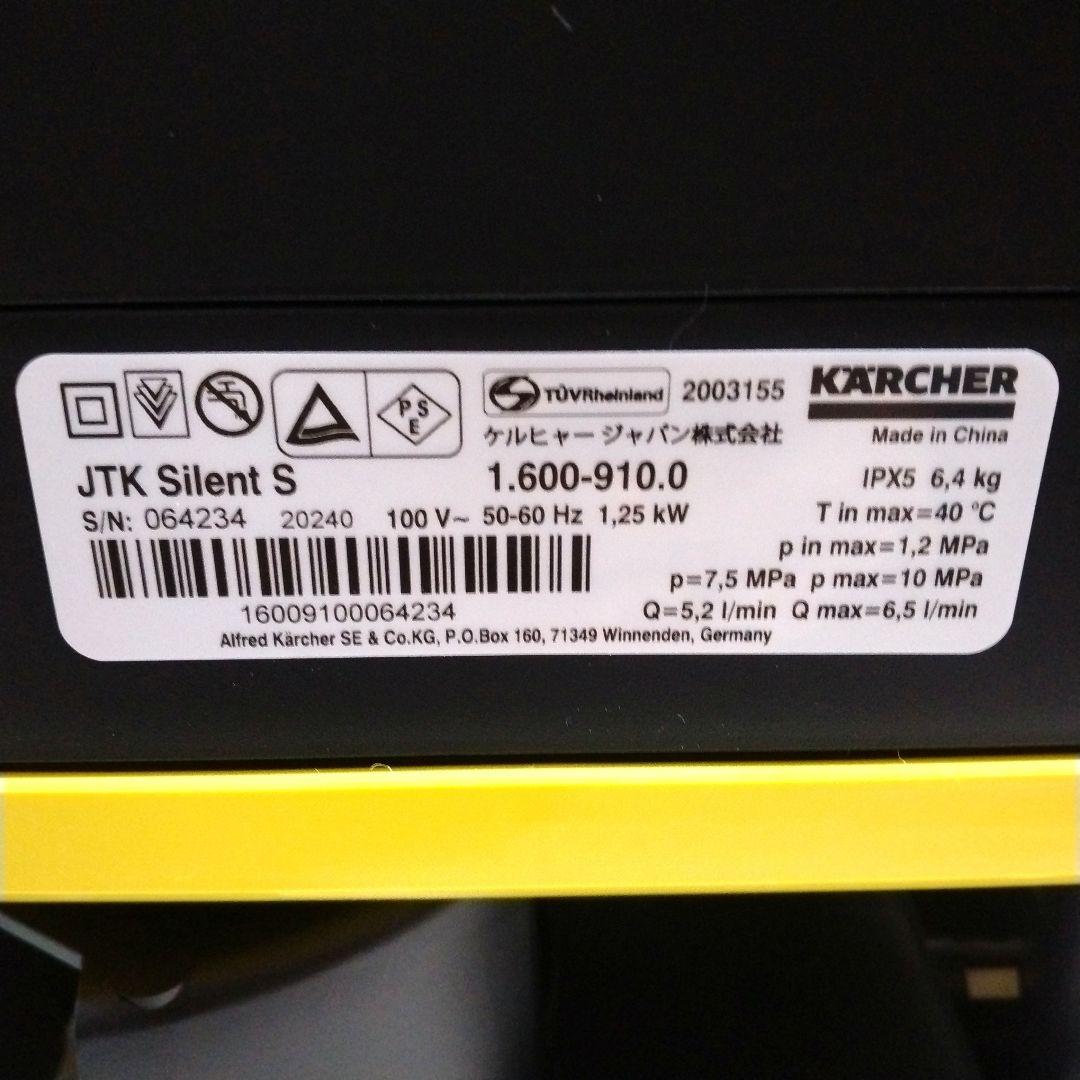 PSE TÜVRheinland 2003155 KÄRCHER
ケルヒャー ジャパン株式会社 Made in China
JTK Silent S 1.600-910.0 IPX5 6,4 kg
S/N: 064234 20240 100 V~ 50-60 Hz 1,25 kW T in max=40 °C
p in max=1,2 MPa
p=7,5 MPa p max=10 MPa
16009100064234 Q=5,2 l/min Q max=6,5 l/min
Alfred Kärcher SE & Co.KG, P.O.Box 160, 71349 Winnenden, Germany